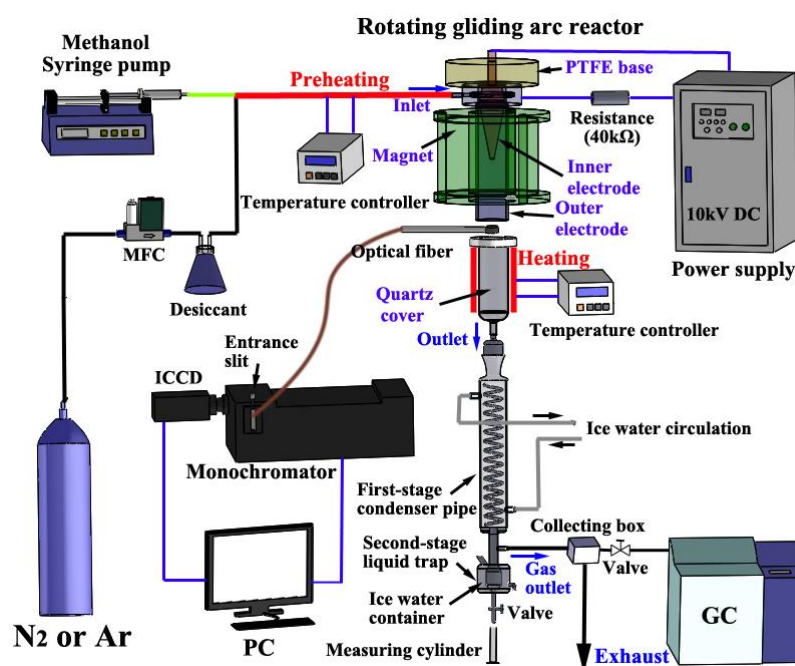 Rotating gliding arc reactor
Methanol
Syringe pump
Preheating
Inlet
PTFE base
Resistance
(40kΩ)
Magnet
Inner
electrode
Temperature controller
Outer
electrode
10kV DC
Power supply
MFC
Desiccant
Optical fiber
Heating
Quartz
cover
Temperature controller
Outlet
Entrance
slit
ICCD
Monochromator
Ice water circulation
First-stage
condenser pipe
Collecting box
Second-stage
liquid trap
Gas
outlet
Valve
Ice water
container
Valve
GC
N2 or Ar
PC
Measuring cylinder
Exhaust